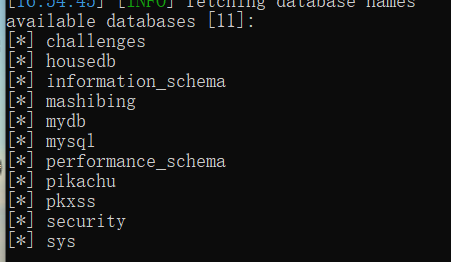 [16:54:45] [INFO] fetching database names
available databases [11]:
[*] challenges
[*] housedb
[*] information_schema
[*] mashibing
[*] mydb
[*] mysql
[*] performance_schema
[*] pikachu
[*] pkxss
[*] security
[*] sys